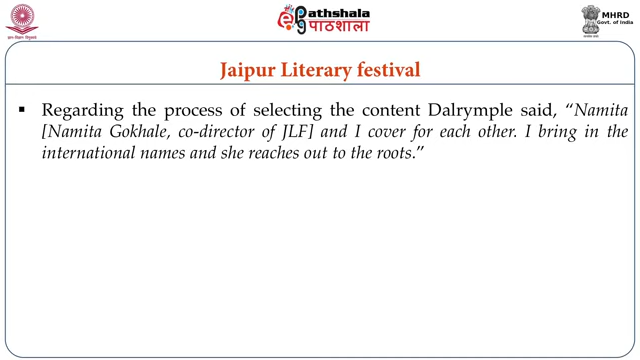 ePathshala
पाठशाला
MHRD
Govt. of India
Jaipur Literary festival
▪ Regarding the process of selecting the content Dalrymple said, “Namita
[Namita Gokhale, co-director of JLF] and I cover for each other. I bring in the
international names and she reaches out to the roots.”